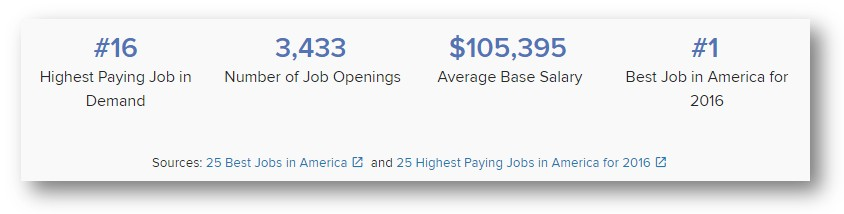 #16
Highest Paying Job in
Demand
3,433
Number of Job Openings
$105,395
Average Base Salary
#1
Best Job in America for
2016
Sources: 25 Best Jobs in America and 25 Highest Paying Jobs in America for 2016